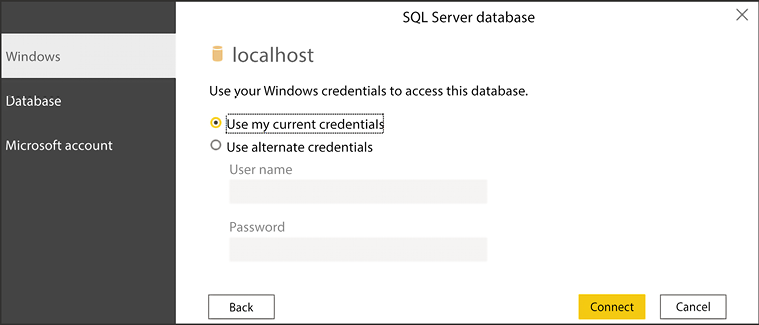 SQL Server database
Windows
Database
Microsoft account
localhost
Use your Windows credentials to access this database.
Use my current credentials
Use alternate credentials
User name
Password
Back
Connect
Cancel